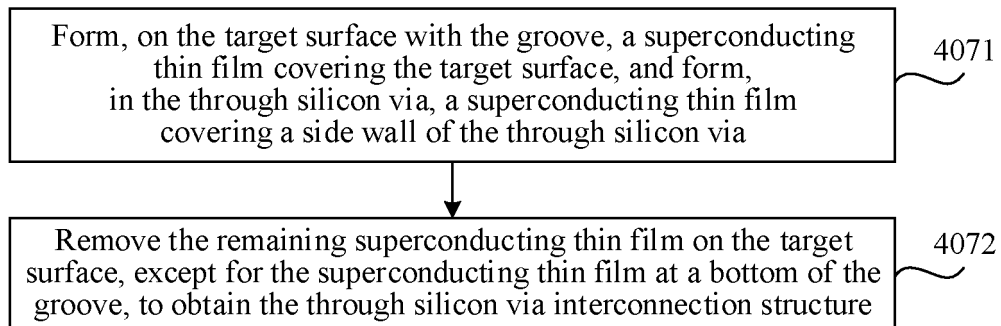 Form, on the target surface with the groove, a superconducting
thin film covering the target surface, and form,
in the through silicon via, a superconducting thin film
covering a side wall of the through silicon via
4071
Remove the remaining superconducting thin film on the target
surface, except for the superconducting thin film at a bottom of the
groove, to obtain the through silicon via interconnection structure
4072